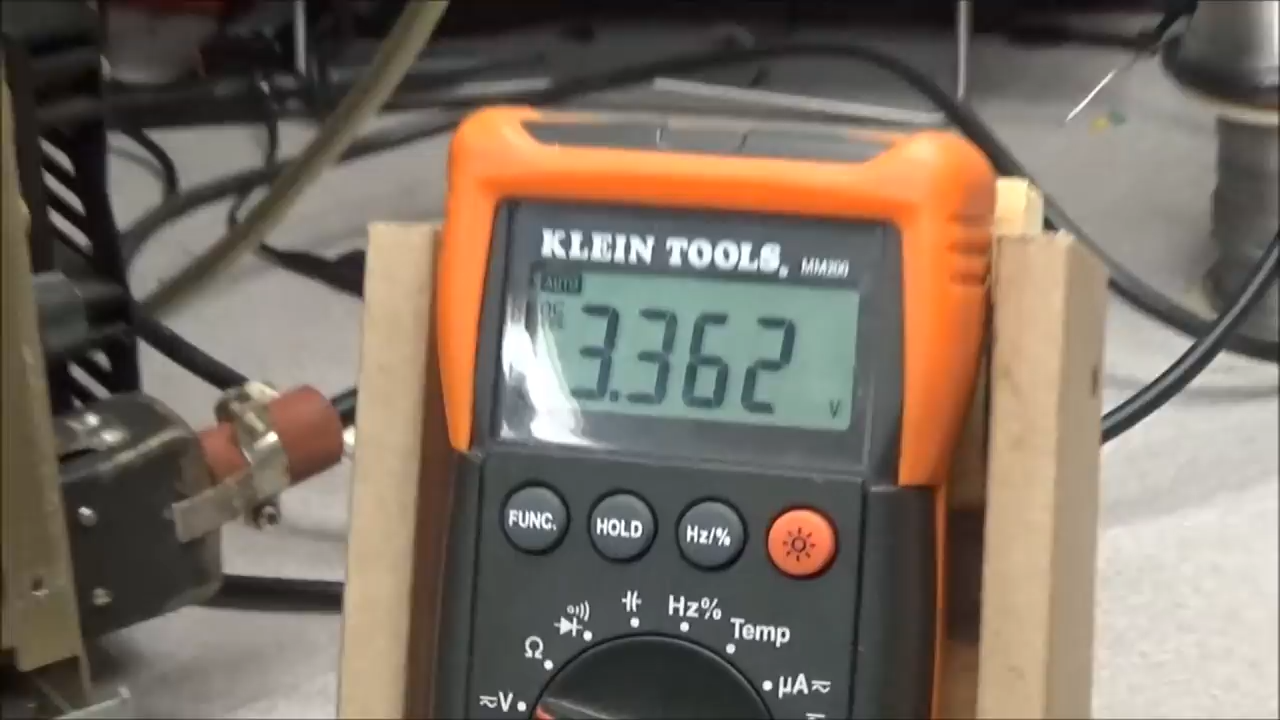 KLEIN TOOLS®
MM200
AUTO
DC
3.362
V
FUNC.
HOLD
Hz/%
Hz%
Temp
Ω
V
μA